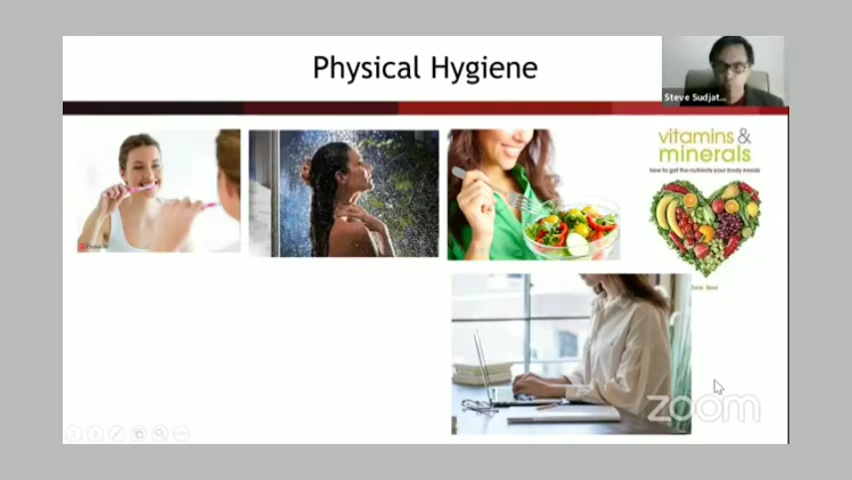 Physical Hygiene
Steve Sudjat...
vitamins &
minerals
how to get the nutrients your body needs
zoom